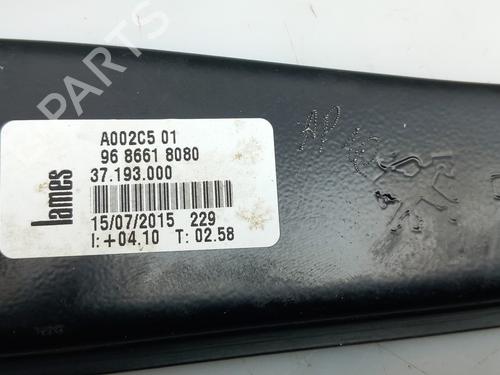 A002C5 01
96 8661 8080
37.193.000
lames
15/07/2015 229
I:+04.10 T: 02.58
B-PARTS